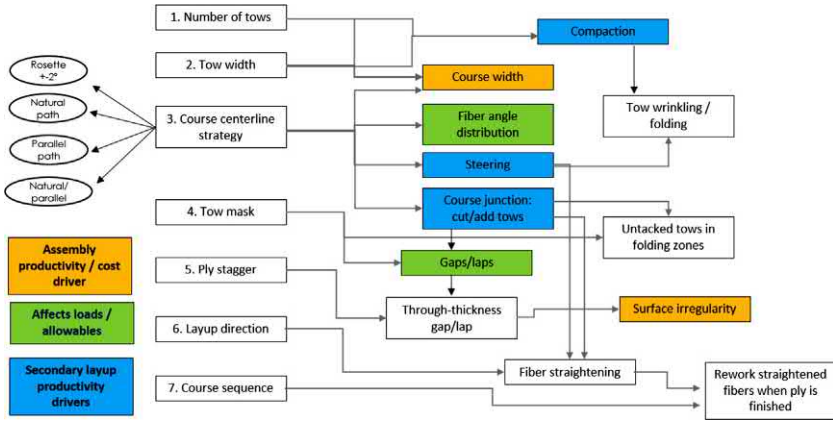 1. Number of tows
Compaction
2. Tow width
Course width
Rosette
+-2°
Natural
path
Parallel
path
Natural/
parallel
3. Course centerline
strategy
Fiber angle
distribution
Tow wrinkling /
folding
Steering
4. Tow mask
Course junction:
cut/add tows
Untacked tows in
folding zones
Assembly
productivity / cost
driver
5. Ply stagger
Gaps/laps
Affects loads /
allowables
Through-thickness
gap/lap
Surface irregularity
6. Layup direction
Fiber straightening
Secondary layup
productivity
drivers
7. Course sequence
Rework straightened
fibers when ply is
finished